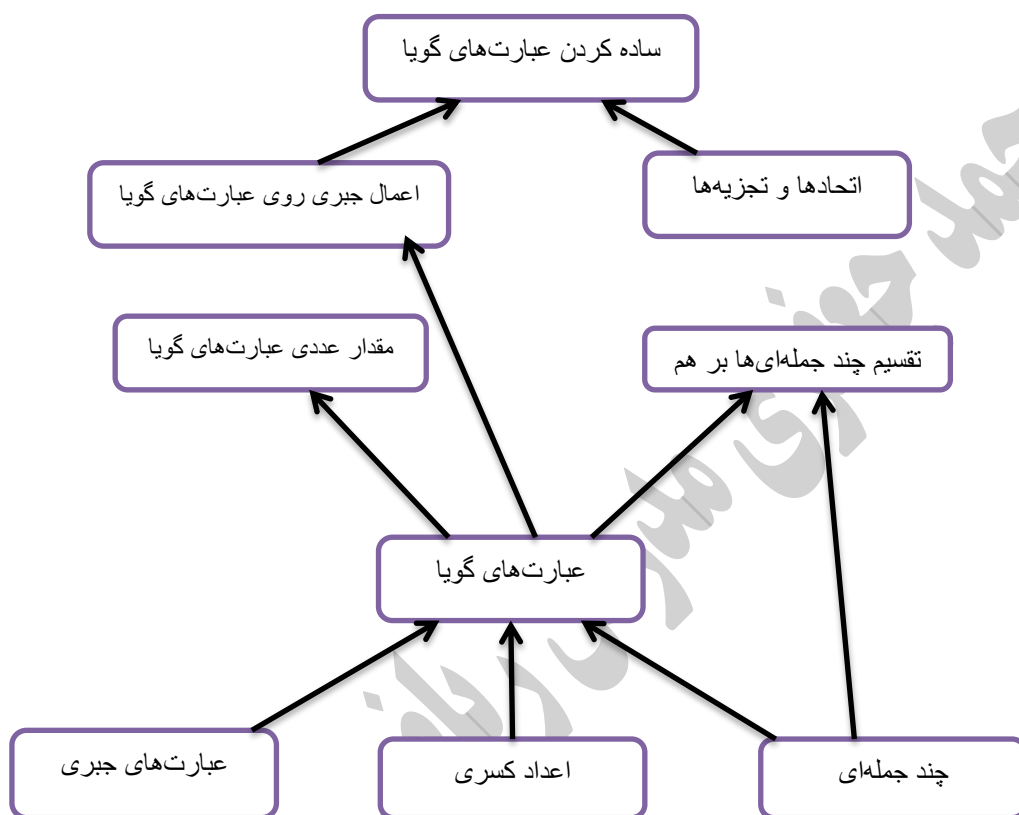 ساده کردن عبارت‌های گویا
اتحادها و تجزیه‌ها
اعمال جبری روی عبارت‌های گویا
تقسیم چند جمله‌ای‌ها بر هم
مقدار عددی عبارت‌های گویا
عبارت‌های گویا
چند جمله‌ای
اعداد کسری
عبارت‌های جبری